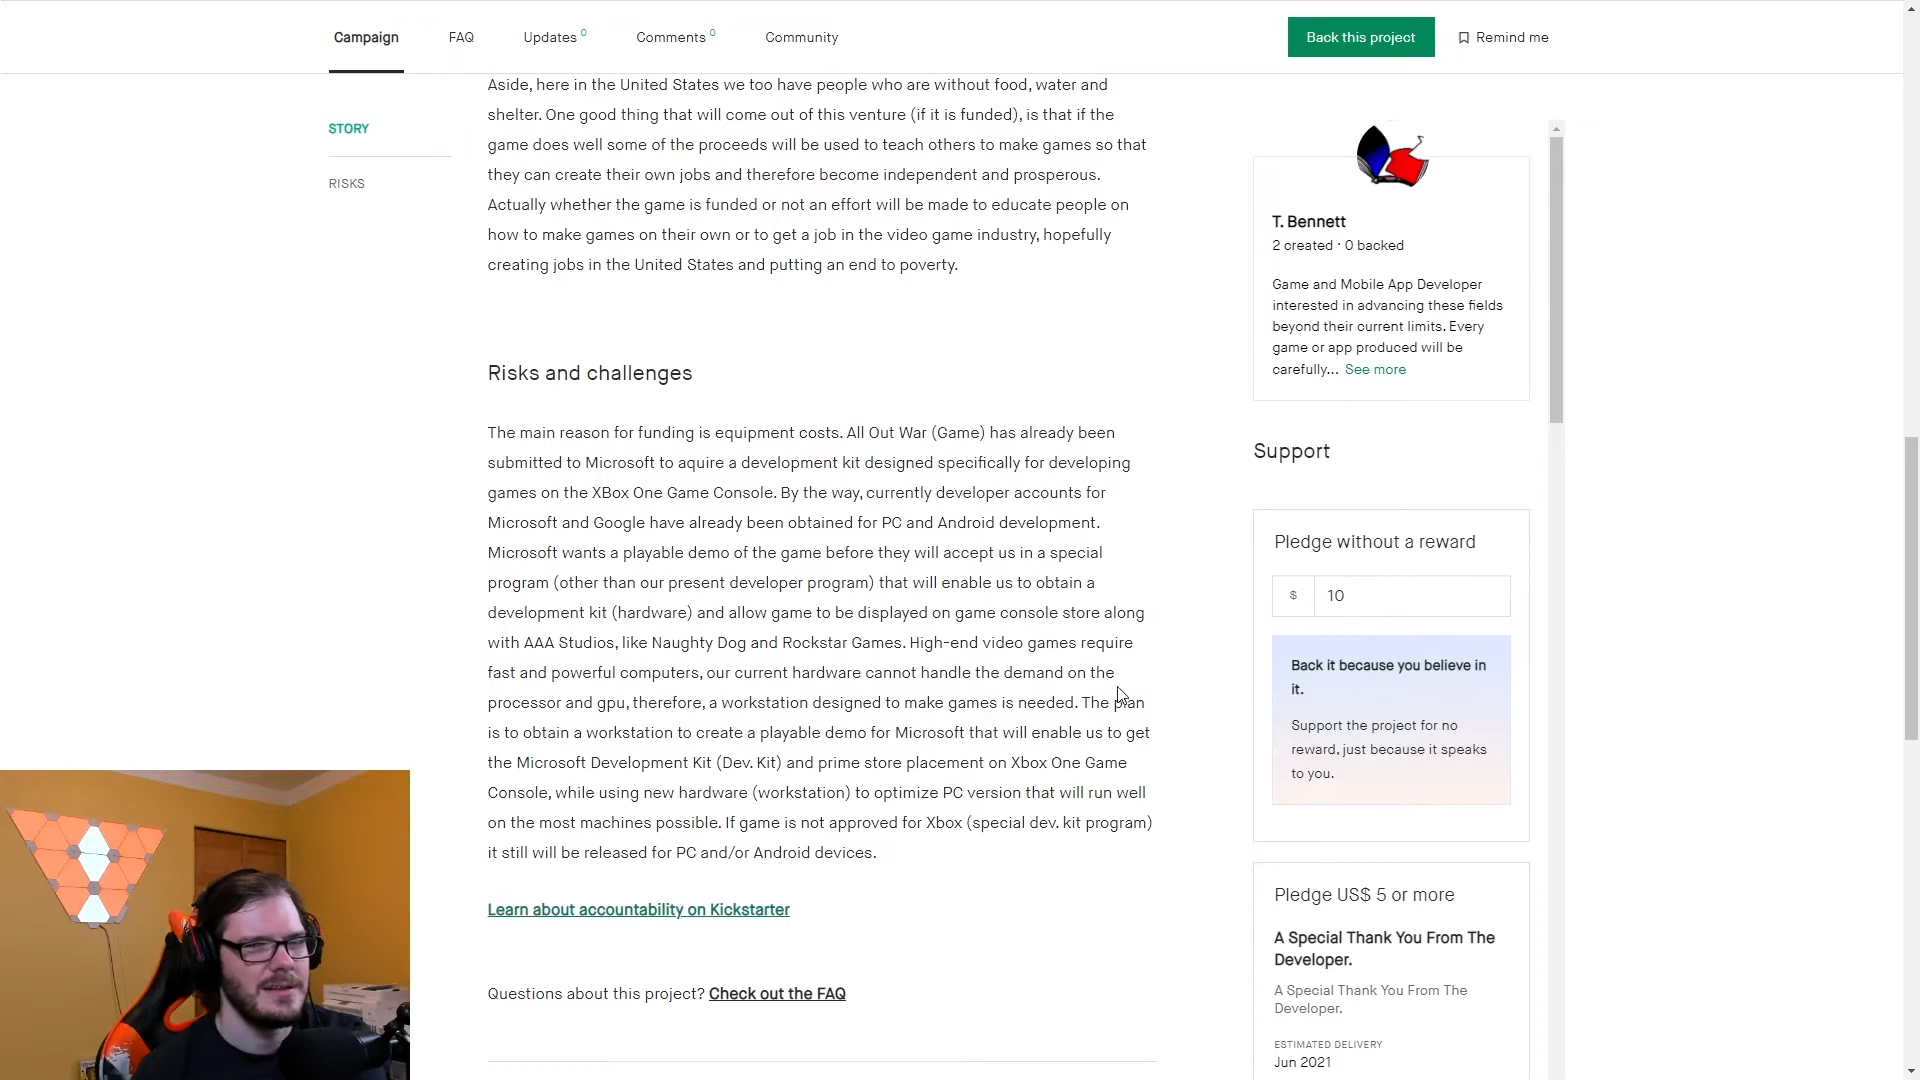 Campaign
FAQ
Updates 0
Comments 0
Community
Back this project
Remind me
STORY
RISKS
Aside, here in the United States we too have people who are without food, water and
shelter. One good thing that will come out of this venture (if it is funded), is that if the
game does well some of the proceeds will be used to teach others to make games so that
they can create their own jobs and therefore become independent and prosperous.
Actually whether the game is funded or not an effort will be made to educate people on
how to make games on their own or to get a job in the video game industry, hopefully
creating jobs in the United States and putting an end to poverty.
Risks and challenges
The main reason for funding is equipment costs. All Out War (Game) has already been
submitted to Microsoft to aquire a development kit designed specifically for developing
games on the XBox One Game Console. By the way, currently developer accounts for
Microsoft and Google have already been obtained for PC and Android development.
Microsoft wants a playable demo of the game before they will accept us in a special
program (other than our present developer program) that will enable us to obtain a
development kit (hardware) and allow game to be displayed on game console store along
with AAA Studios, like Naughty Dog and Rockstar Games. High-end video games require
fast and powerful computers, our current hardware cannot handle the demand on the
processor and gpu, therefore, a workstation designed to make games is needed. The plan
is to obtain a workstation to create a playable demo for Microsoft that will enable us to get
the Microsoft Development Kit (Dev. Kit) and prime store placement on Xbox One Game
Console, while using new hardware (workstation) to optimize PC version that will run well
on the most machines possible. If game is not approved for Xbox (special dev. kit program)
it still will be released for PC and/or Android devices.
Learn about accountability on Kickstarter
Questions about this project? Check out the FAQ
T. Bennett
2 created · 0 backed
Game and Mobile App Developer
interested in advancing these fields
beyond their current limits. Every
game or app produced will be
carefully... See more
Support
Pledge without a reward
$ 10
Back it because you believe in
it.
Support the project for no
reward, just because it speaks
to you.
Pledge US$ 5 or more
A Special Thank You From The
Developer.
A Special Thank You From The
Developer.
ESTIMATED DELIVERY
Jun 2021